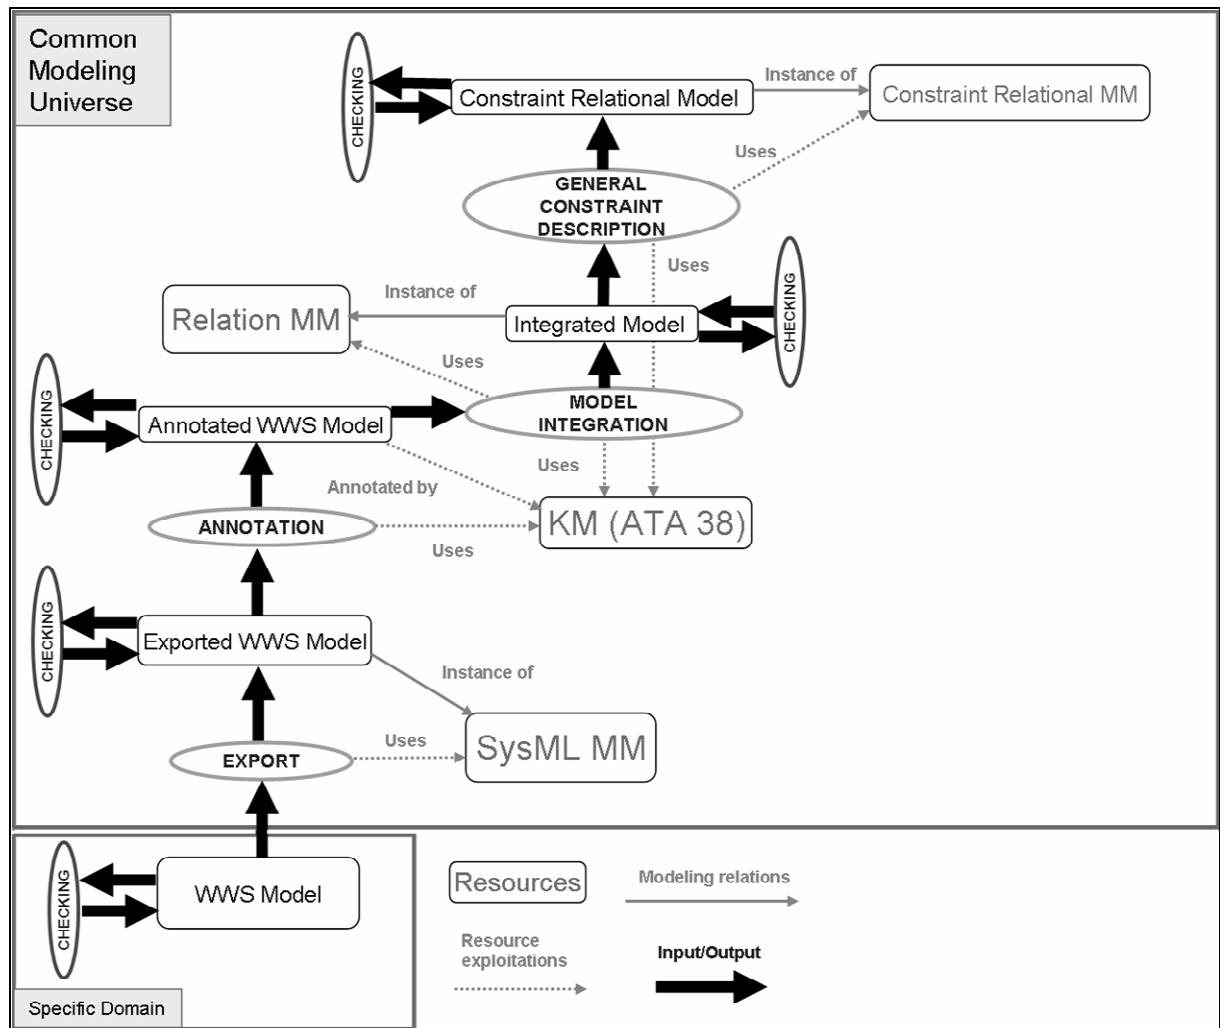 Common
Modeling
Universe
CHECKING
Constraint Relational Model
Instance of
Constraint Relational MM
Uses
GENERAL
CONSTRAINT
DESCRIPTION
Uses
CHECKING
Instance of
Relation MM
Integrated Model
Uses
CHECKING
Annotated WWS Model
MODEL
INTEGRATION
Uses
Annotated by
KM (ATA 38)
ANNOTATION
Uses
CHECKING
Exported WWS Model
Instance of
SysML MM
Uses
EXPORT
CHECKING
WWS Model
Specific Domain
Resources
Modeling relations
Resource
exploitations
Input/Output